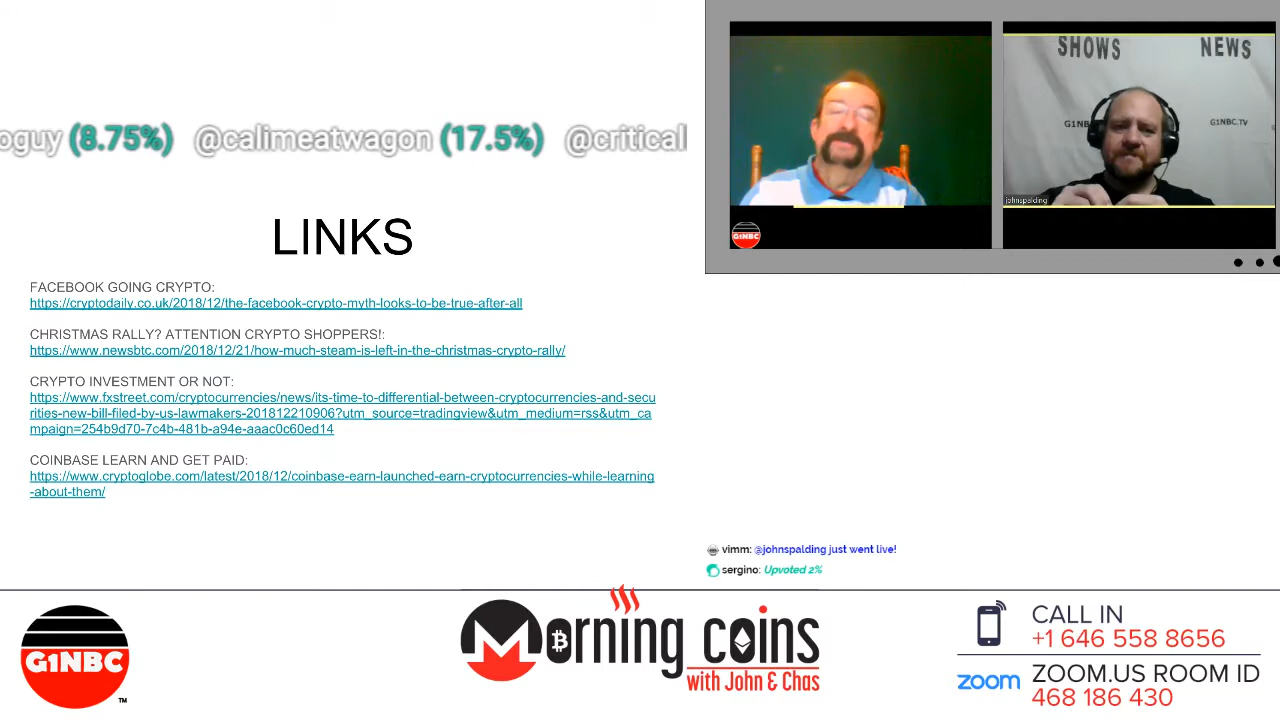 oguy (8.75%) @calimeatwagon (17.5%) @critical
LINKS
FACEBOOK GOING CRYPTO:
https://cryptodaily.co.uk/2018/12/the-facebook-crypto-myth-looks-to-be-true-after-all
CHRISTMAS RALLY? ATTENTION CRYPTO SHOPPERS!:
https://www.newsbtc.com/2018/12/21/how-much-steam-is-left-in-the-christmas-crypto-rally/
CRYPTO INVESTMENT OR NOT:
https://www.fxstreet.com/cryptocurrencies/news/its-time-to-differential-between-cryptocurrencies-and-secu
rities-new-bill-filed-by-us-lawmakers-201812210906?utm_source=tradingview&utm_medium=rss&utm_ca
mpaign=254b9d70-7c4b-481b-a94e-aaac0c60ed14
COINBASE LEARN AND GET PAID:
https://www.cryptoglobe.com/latest/2018/12/coinbase-earn-launched-earn-cryptocurrencies-while-learning
-about-them/
SHOWS NEWS
G1NB G1NBC.TV
johnspalding
G1NBC
vimm: @johnspalding just went live!
sergino: Upvoted 2%
G1NBC
TM
Morning coins
with John & Chas
CALL IN
+1 646 558 8656
zoom
ZOOM.US ROOM ID
468 186 430